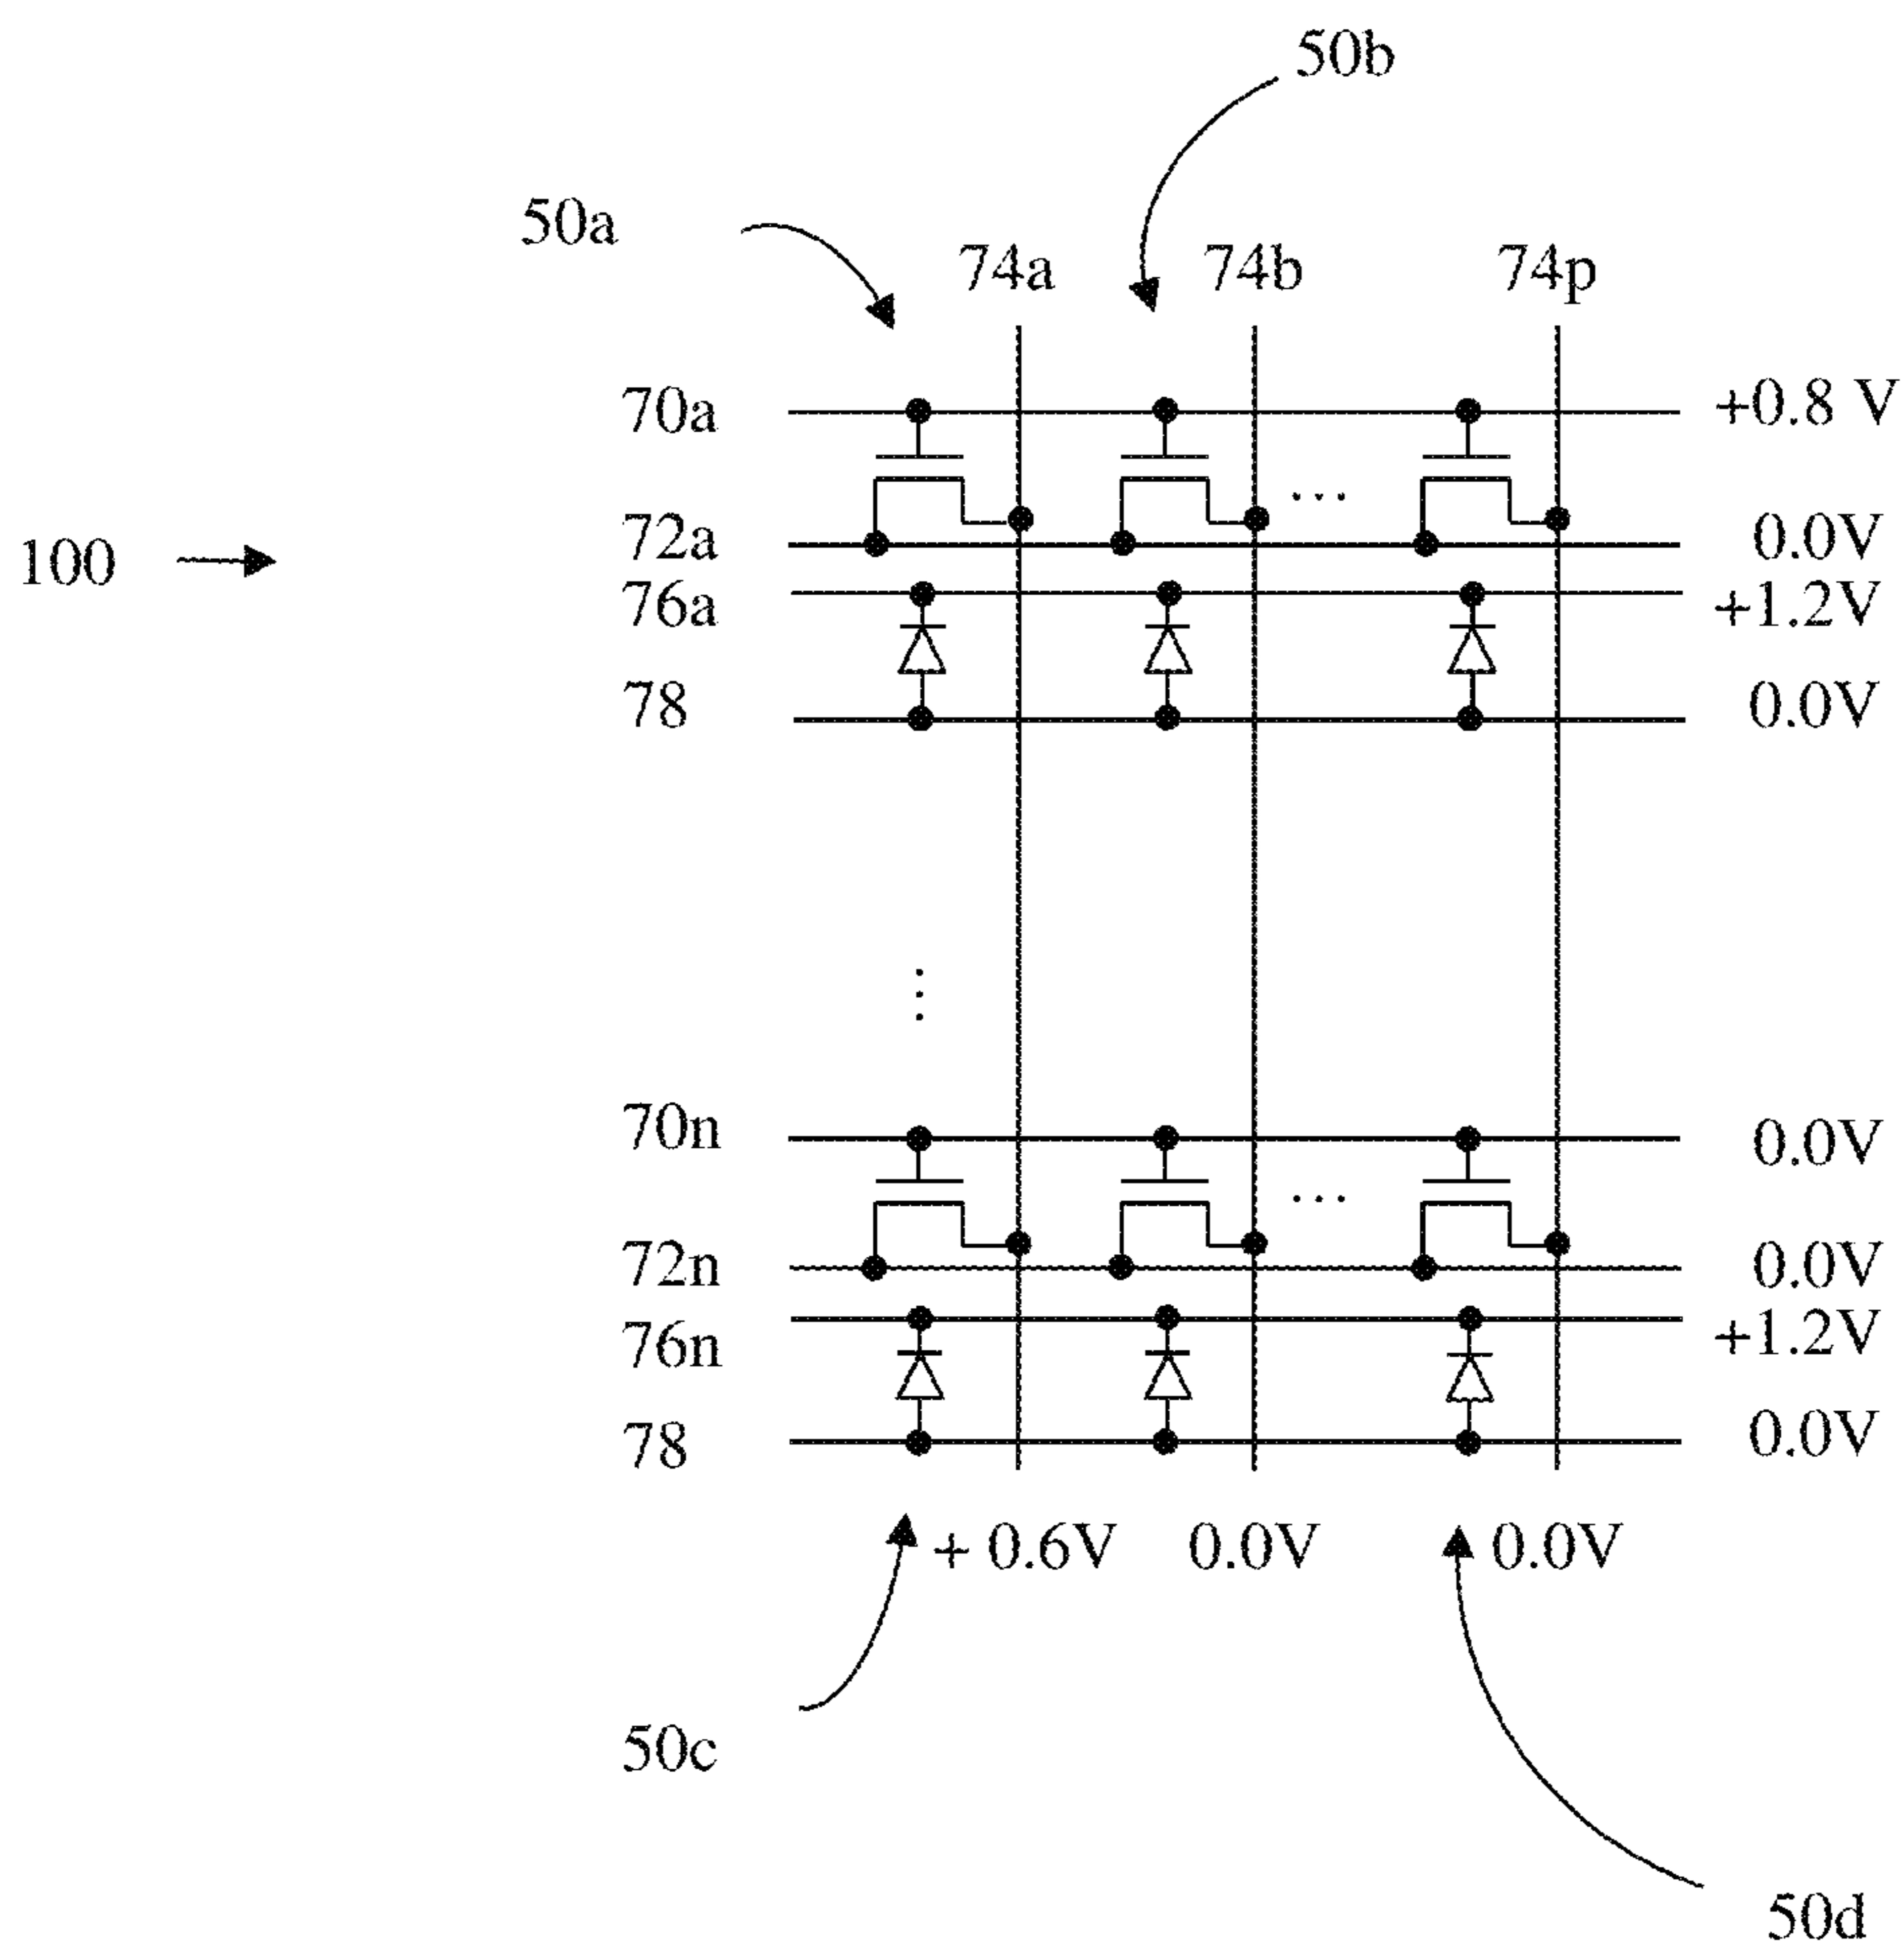 50b
50a
74a 74b 74p
70a +0.8 V
...
72a 0.0V
100
76a +1.2V
78 0.0V
70n 0.0V
...
72n 0.0V
76n +1.2V
78 0.0V
+ 0.6V 0.0V 0.0V
50c
50d